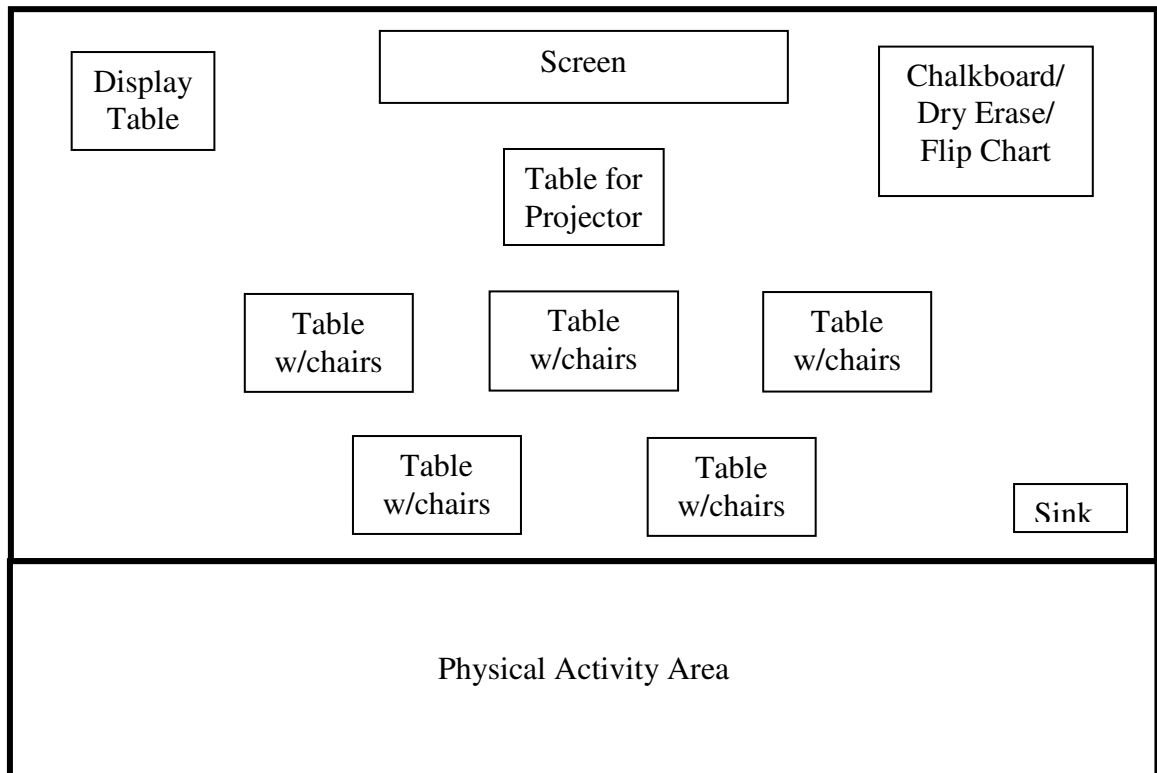 Display
Table
Screen
Chalkboard/
Dry Erase/
Flip Chart
Table for
Projector
Table
w/chairs
Table
w/chairs
Table
w/chairs
Table
w/chairs
Table
w/chairs
Sink
Physical Activity Area